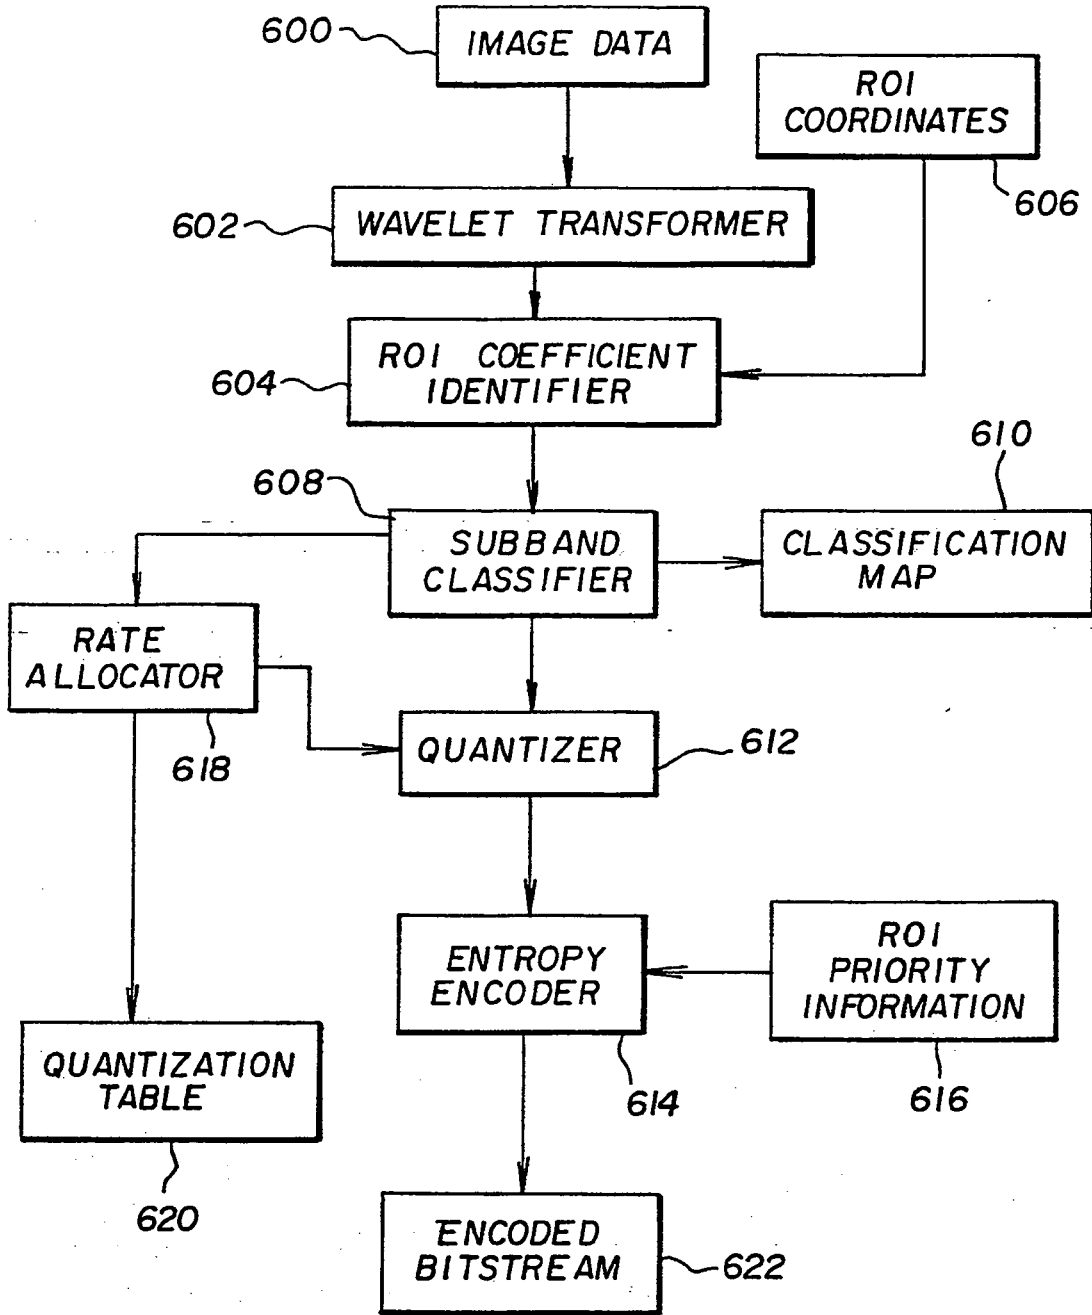 600
IMAGE DATA
ROI
COORDINATES
606
602
WAVELET TRANSFORMER
604
ROI COEFFICIENT
IDENTIFIER
610
608
SUBBAND
CLASSIFIER
CLASSIFICATION
MAP
RATE
ALLOCATOR
618
QUANTIZER
612
ENTROPY
ENCODER
614
ROI
PRIORITY
INFORMATION
616
QUANTIZATION
TABLE
620
ENCODED
BITSTREAM
622